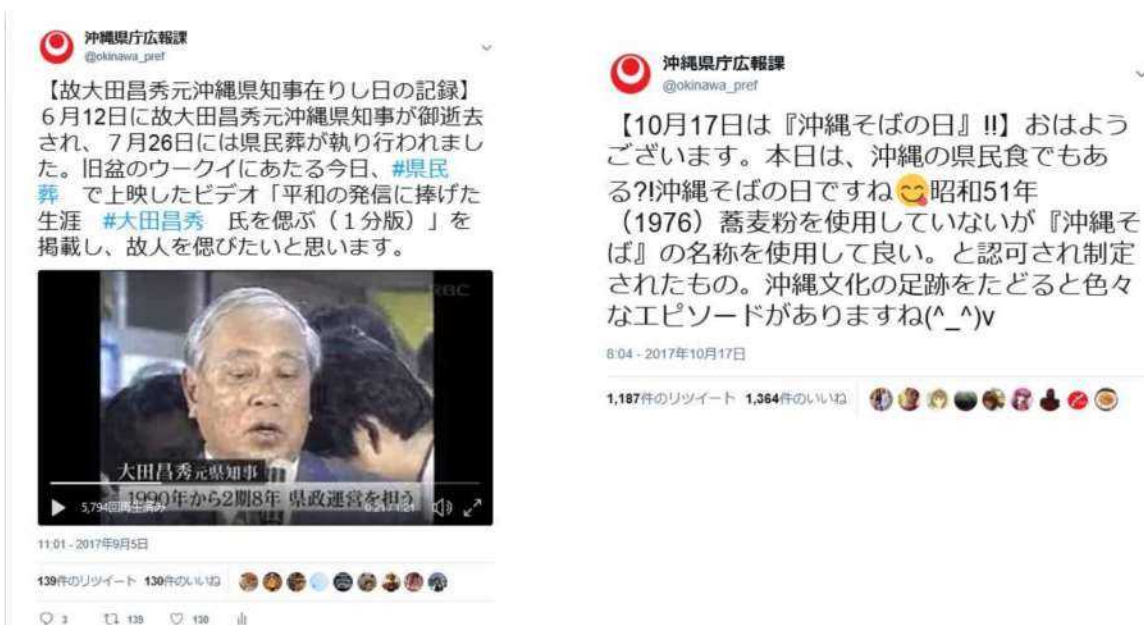 沖縄県庁広報課
@okinawa_pref
【故大田昌秀元沖縄県知事在りし日の記録】
６月12日に故大田昌秀元沖縄県知事が御逝去
され、７月26日には県民葬が執り行われまし
た。旧盆のウークイにあたる今日、#県民
葬　で上映したビデオ「平和の発信に捧げた
生涯　#大田昌秀　氏を偲ぶ（１分版）」を
掲載し、故人を偲びたいと思います。
RBC
大田昌秀元県知事
1990年から2期8年 県政運営を担う
5,794回再生済み
0:21 / 1:21
11:01 - 2017年9月5日
139件のリツイート 130件のいいね
3 139 130
沖縄県庁広報課
@okinawa_pref
【10月17日は『沖縄そばの日』!!】おはよう
ございます。本日は、沖縄の県民食でもあ
る?!沖縄そばの日ですね😋昭和51年
（1976）蕎麦粉を使用していないが『沖縄そ
ば』の名称を使用して良い。と認可され制定
されたもの。沖縄文化の足跡をたどると色々
なエピソードがありますね(^_^)v
8:04 - 2017年10月17日
1,187件のリツイート 1,364件のいいね